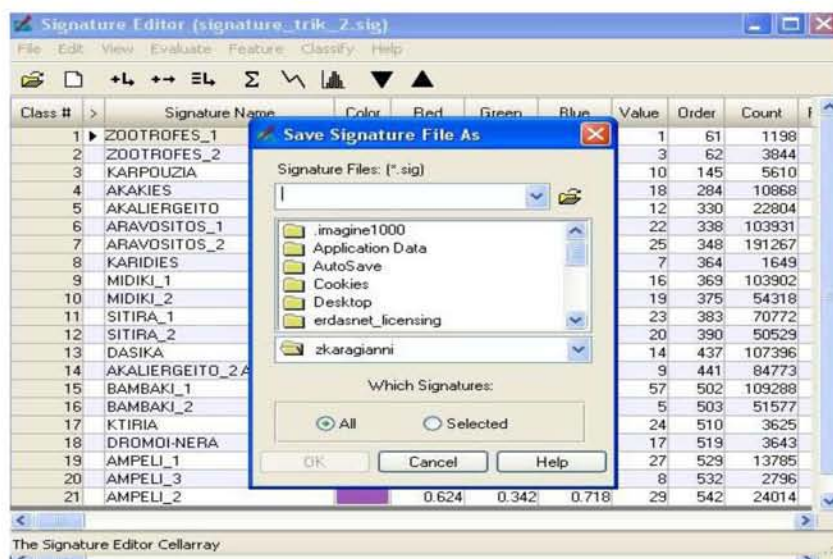 Signature Editor (signature_trik_2.sig)
File Edit View Evaluate Feature Classify Help
Class # > Signature Name Color Red Green Blue Value Order Count
1 ZOOTROFES_1 1 61 1198
2 ZOOTROFES_2 3 62 3844
3 KARPOUZIA 10 145 5610
4 AKAKIES 18 284 10868
5 AKALIERGEITO 12 330 22804
6 ARAVOSITOS_1 22 338 103931
7 ARAVOSITOS_2 25 348 191267
8 KARIDIES 7 364 1649
9 MIDIKI_1 16 369 103902
10 MIDIKI_2 19 375 54318
11 SITIRA_1 23 383 70772
12 SITIRA_2 20 390 50529
13 DASIKA 14 437 107396
14 AKALIERGEITO_2A 9 441 84773
15 BAMBAKI_1 57 502 109288
16 BAMBAKI_2 5 503 51577
17 KTIRIA 24 510 3625
18 DROMOI-NERA 17 519 3643
19 AMPELI_1 27 529 13785
20 AMPELI_3 8 532 2796
21 AMPELI_2 0.624 0.342 0.718 29 542 24014
The Signature Editor Cellarray
Save Signature File As
Signature Files: (*.sig)
.imagine1000
Application Data
AutoSave
Cookies
Desktop
erdasnet_licensing
zkaragianni
Which Signatures:
All Selected
OK Cancel Help